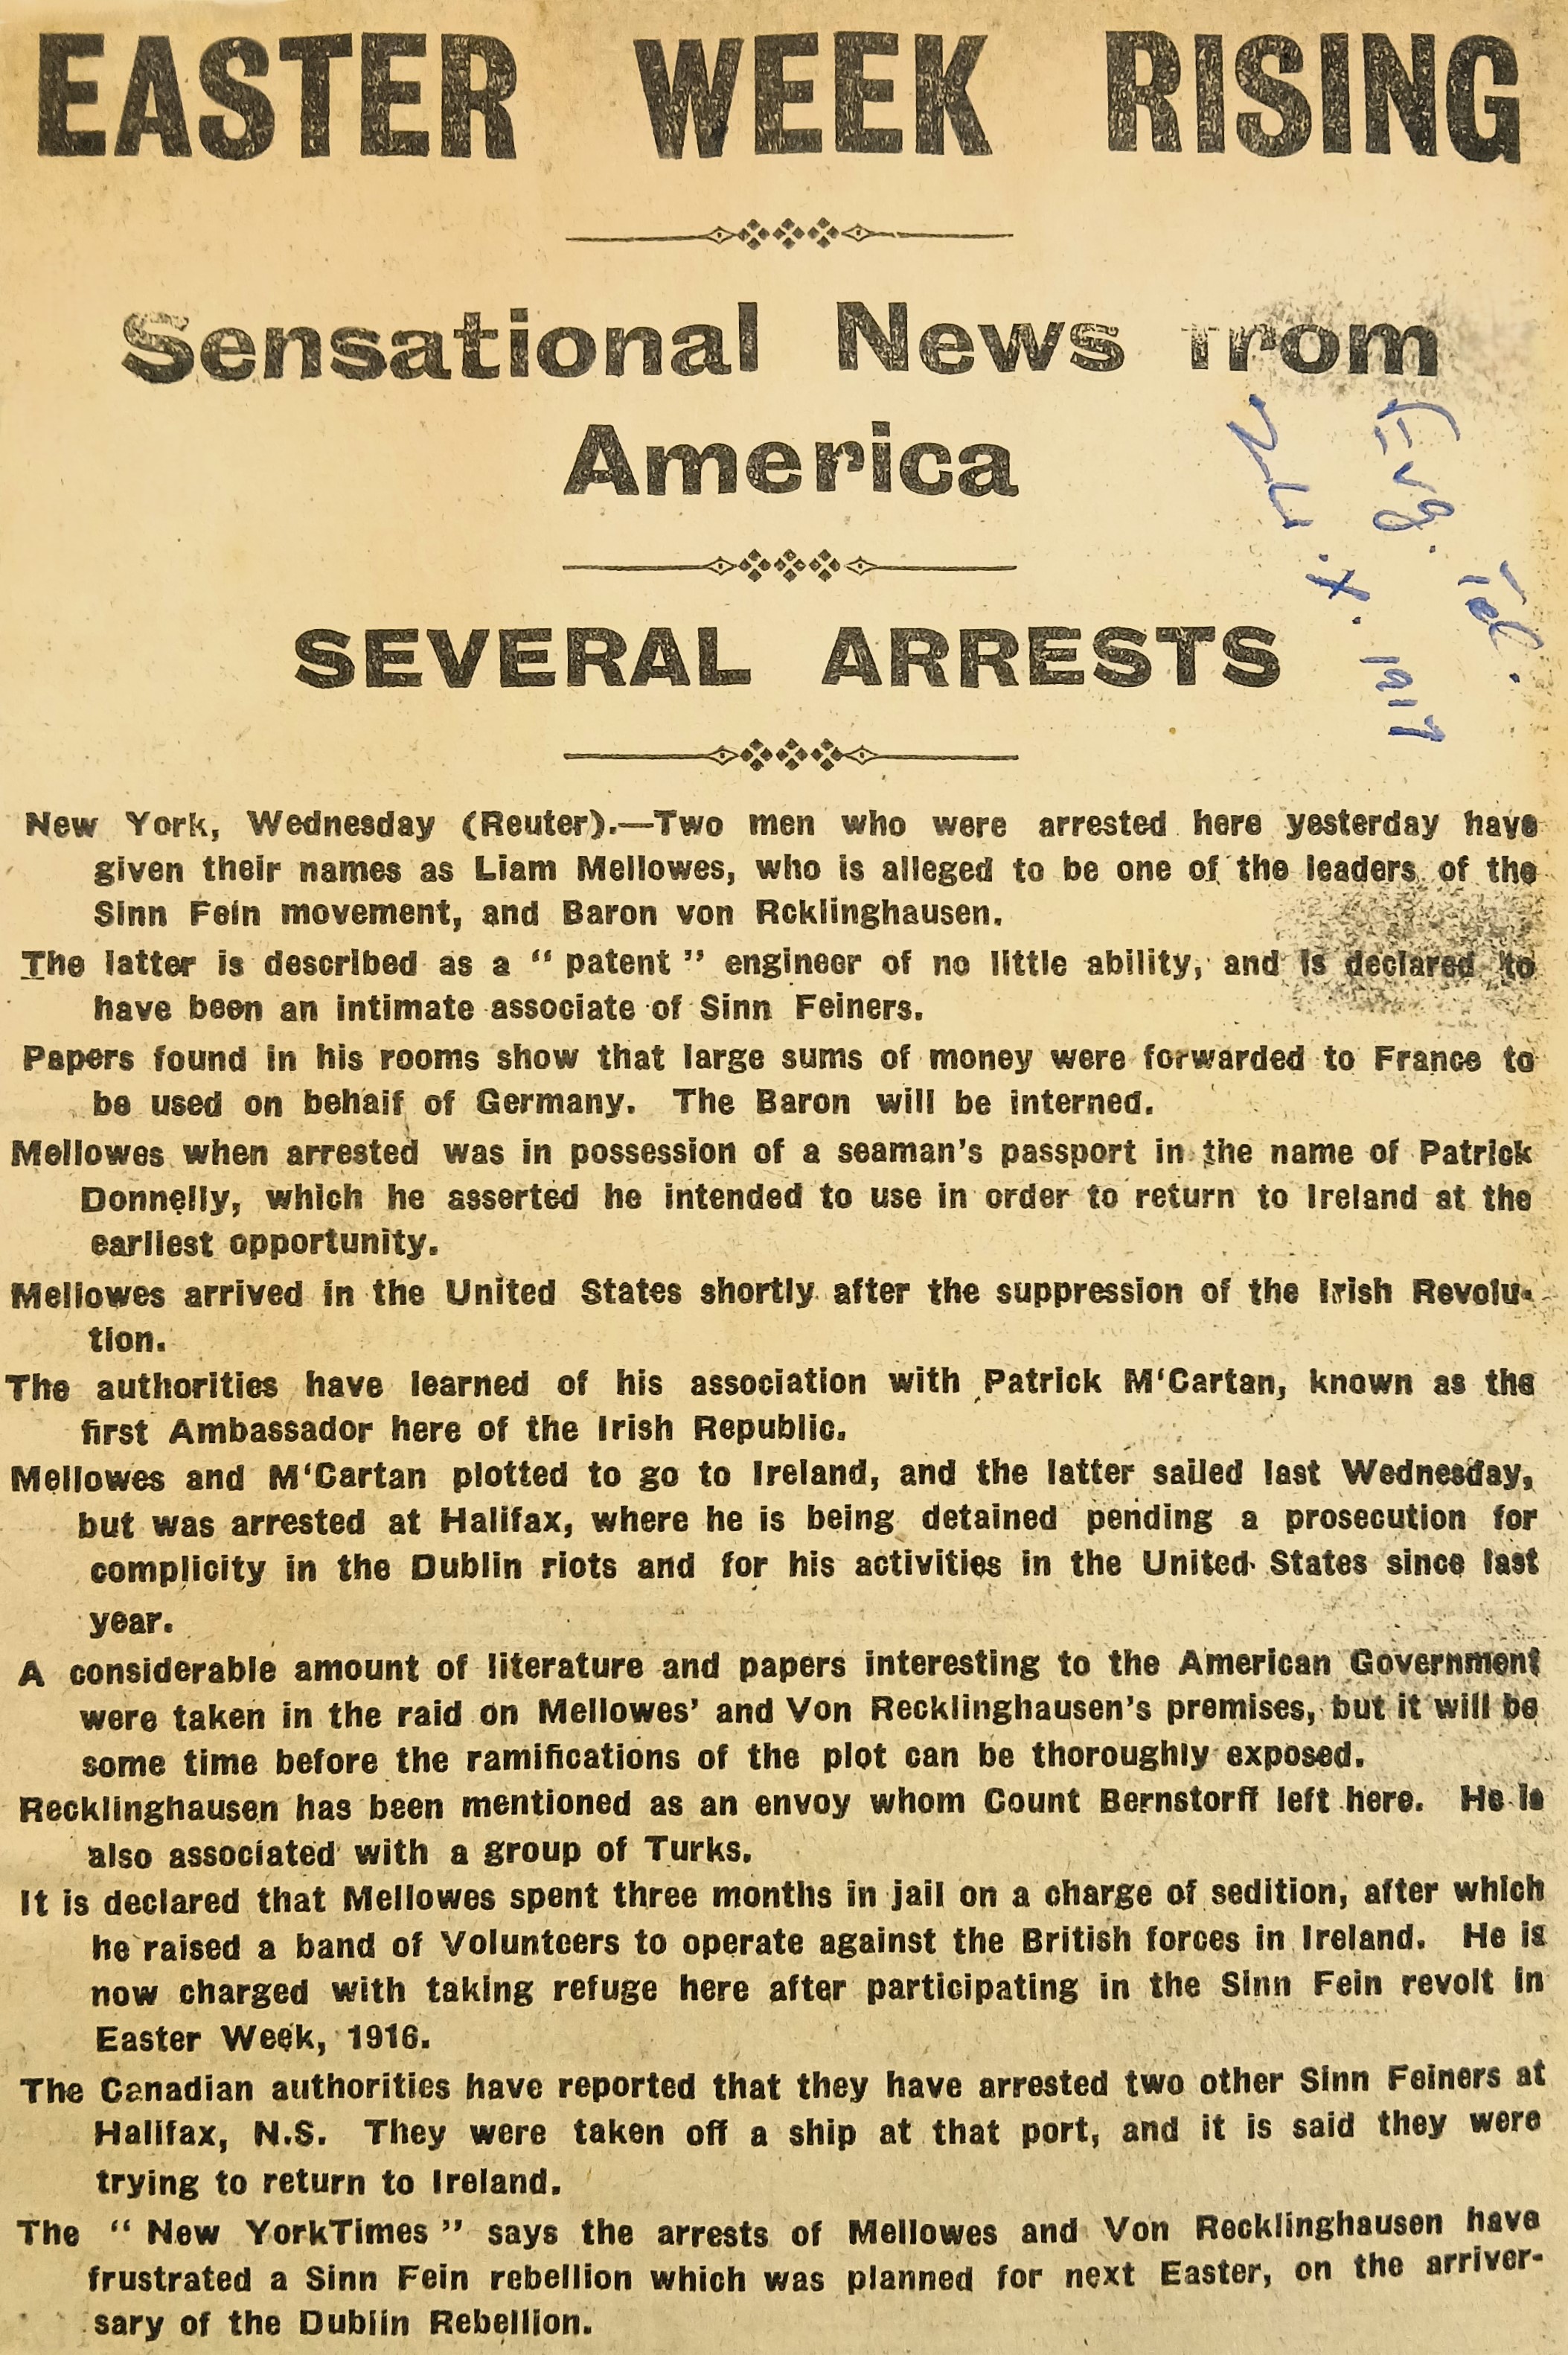 EASTER WEEK RISING
Sensational News from
America
Evg. Tel.
X. 1917
SEVERAL ARRESTS
New York, Wednesday (Reuter).—Two men who were arrested here yesterday have
given their names as Liam Mellowes, who is alleged to be one of the leaders of the
Sinn Fein movement, and Baron von Rcklinghausen.
The latter is described as a “ patent ” engineer of no little ability, and is declared to
have been an intimate associate of Sinn Feiners.
Papers found in his rooms show that large sums of money were forwarded to France to
be used on behalf of Germany. The Baron will be interned.
Mellowes when arrested was in possession of a seaman's passport in the name of Patrick
Donnelly, which he asserted he intended to use in order to return to Ireland at the
earliest opportunity.
Mellowes arrived in the United States shortly after the suppression of the Irish Revolu-
tion.
The authorities have learned of his association with Patrick M‘Cartan, known as the
first Ambassador here of the Irish Republic.
Mellowes and M‘Cartan plotted to go to Ireland, and the latter sailed last Wednesday,
but was arrested at Halifax, where he is being detained pending a prosecution for
complicity in the Dublin riots and for his activities in the United States since last
year.
A considerable amount of literature and papers interesting to the American Government
were taken in the raid on Mellowes' and Von Recklinghausen's premises, but it will be
some time before the ramifications of the plot can be thoroughly exposed.
Recklinghausen has been mentioned as an envoy whom Count Bernstorff left here. He is
also associated with a group of Turks.
It is declared that Mellowes spent three months in jail on a charge of sedition, after which
he raised a band of Volunteers to operate against the British forces in Ireland. He is
now charged with taking refuge here after participating in the Sinn Fein revolt in
Easter Week, 1916.
The Canadian authorities have reported that they have arrested two other Sinn Feiners at
Halifax, N.S. They were taken off a ship at that port, and it is said they were
trying to return to Ireland.
The “ New YorkTimes ” says the arrests of Mellowes and Von Recklinghausen have
frustrated a Sinn Fein rebellion which was planned for next Easter, on the arriver-
sary of the Dublin Rebellion.